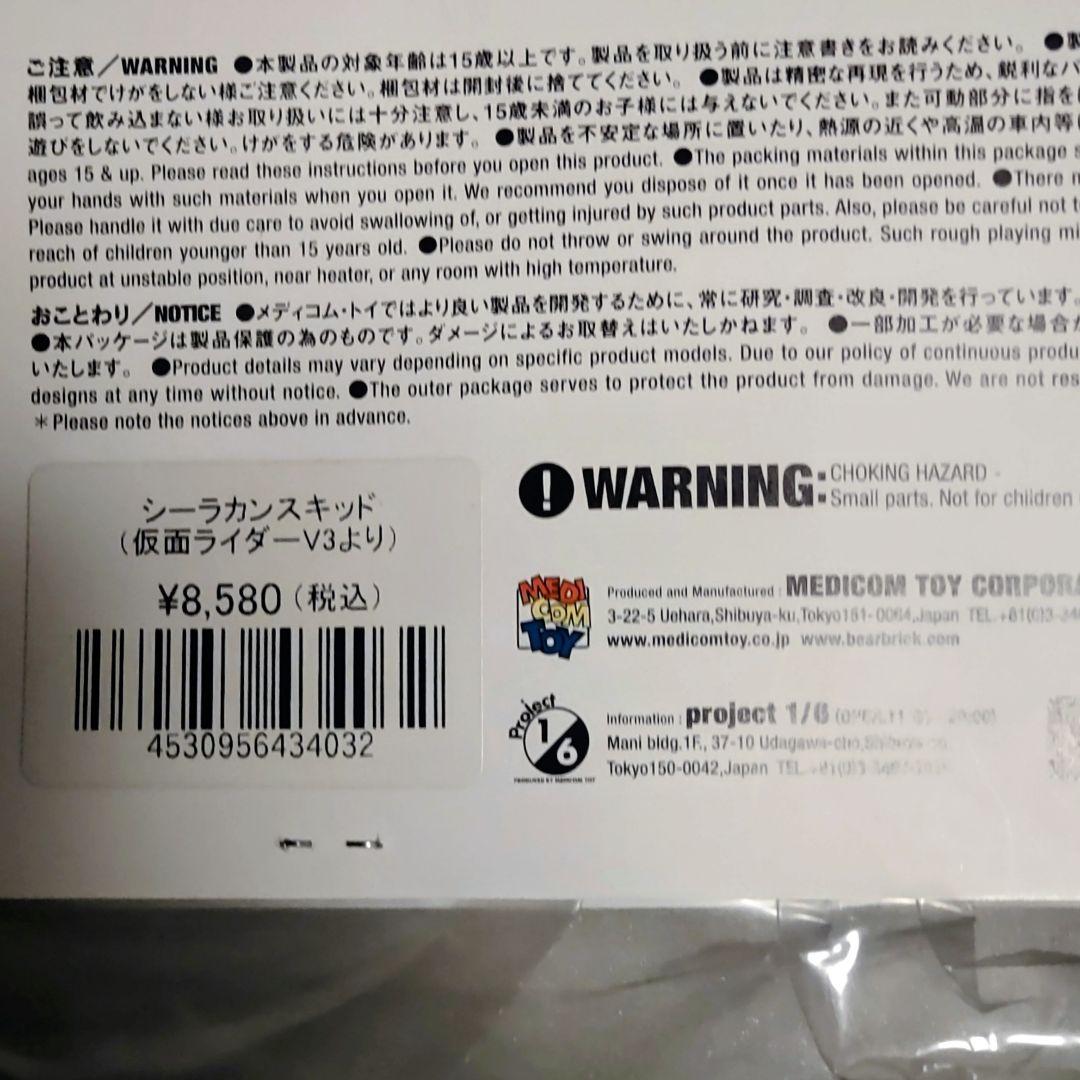 ご注意/WARNING ●本製品の対象年齢は15歳以上です。製品を取り扱う前に注意書きをお読みください。 ●製
梱包材でけがをしない様ご注意ください。梱包材は開封後に捨ててください。 ●製品は精密な再現を行うため、鋭利なパ
誤って飲み込まない様お取り扱いには十分注意し、15歳未満のお子様には与えないでください。また可動部分に指を
遊びをしないでください。けがをする危険があります。 ●製品を不安定な場所に置いたり、熱源の近くや高温の車内等
ages 15 & up. Please read these instructions before you open this product. ●The packing materials within this package
your hands with such materials when you open it. We recommend you dispose of it once it has been opened. ●There
Please handle it with due care to avoid swallowing of, or getting injured by such product parts. Also, please be careful not
reach of children younger than 15 years old. ●Please do not throw or swing around the product. Such rough playing
product at unstable position, near heater, or any room with high temperature.
おことわり/NOTICE ●メディコム・トイではより良い製品を開発するために、常に研究・調査・改良・開発を行っています。
●本パッケージは製品保護の為のものです。ダメージによるお取替えはいたしかねます。 ●一部加工が必要な場合
いたします。 ●Product details may vary depending on specific product models. Due to our policy of continuous
designs at any time without notice. ●The outer package serves to protect the product from damage. We are not
＊Please note the notices above in advance.
シーラカンスキッド
(仮面ライダーV3より)
¥8,580(税込)
4530956434032
! WARNING: CHOKING HAZARD -
Small parts. Not for children
MEDI COM TOY
Produced and Manufactured : MEDICOM TOY
3-22-5 Uehara,Shibuya-ku,Tokyo151-0064,Japan TEL.
www.medicomtoy.co.jp www.bearbrick.com
Project 1/6
PRODUCED BY MEDICOM TOY
Information : project 1/6
Mani bldg.1F., 37-10 Udagawa-cho,
Tokyo150-0042,Japan TEL